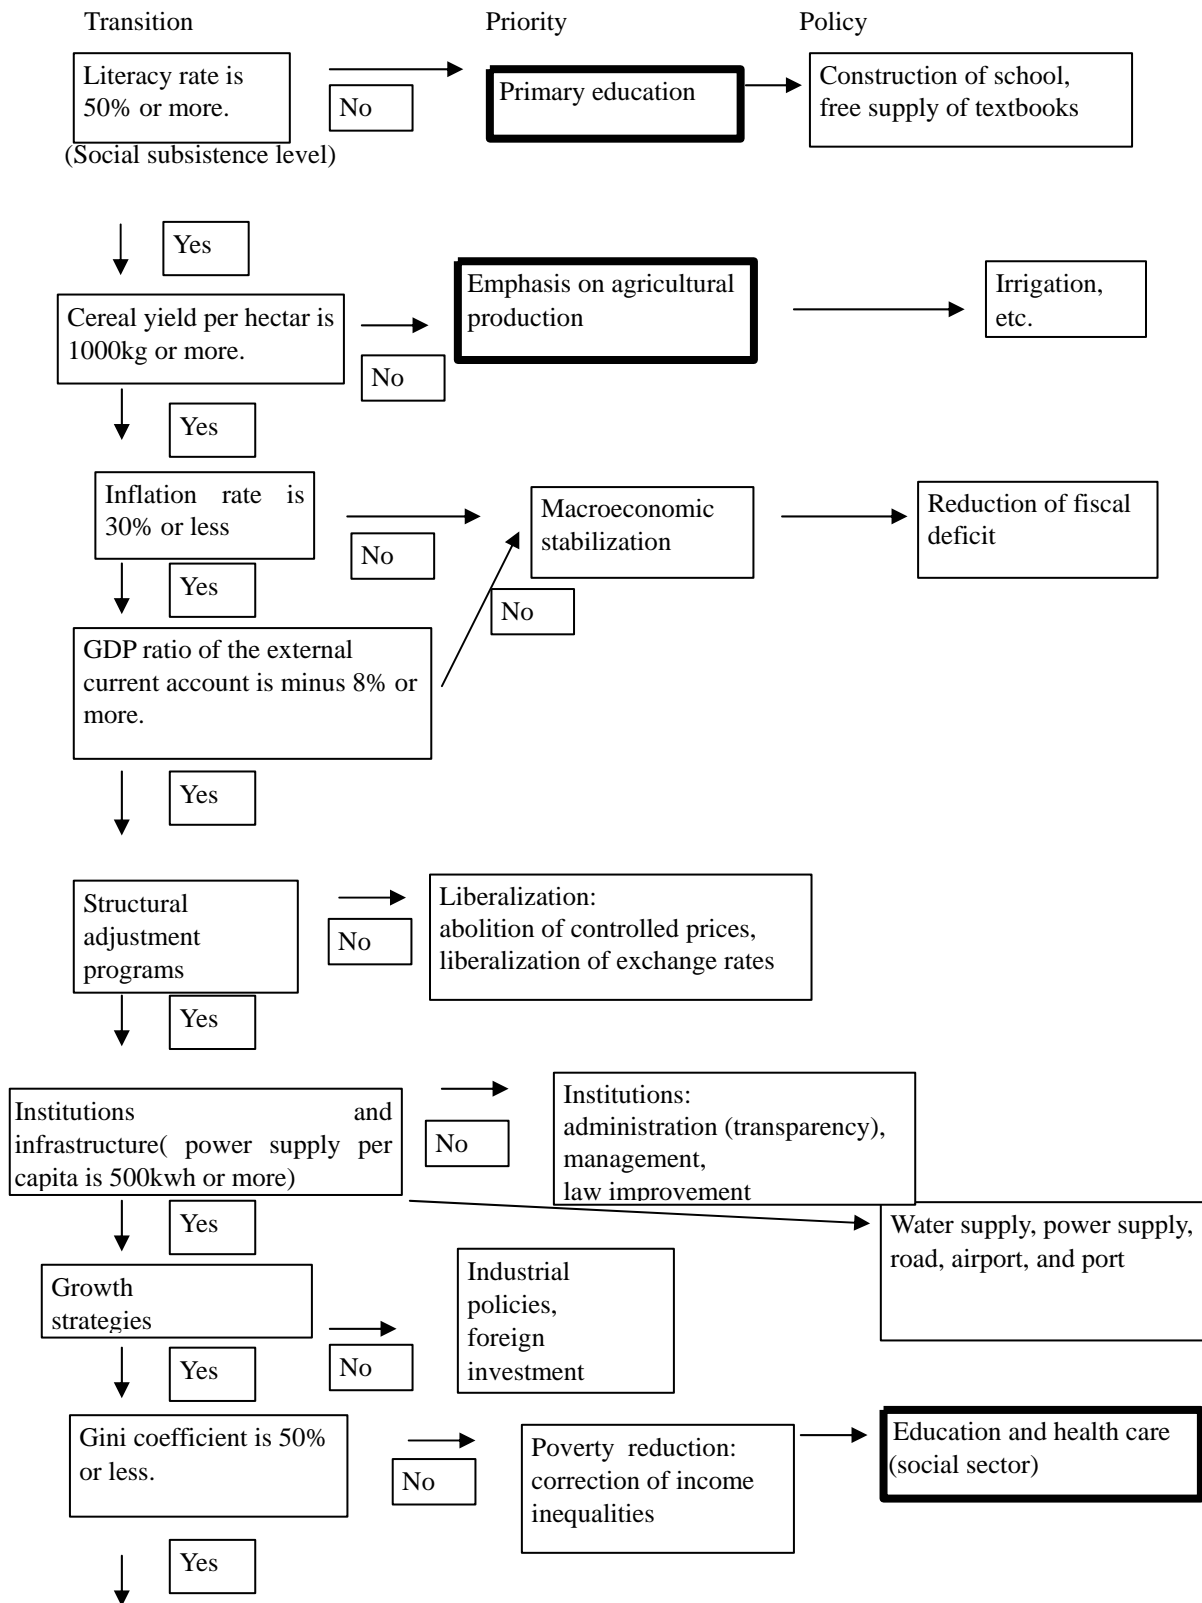 Transition
Priority
Policy
Literacy rate is
50% or more.
No
Primary education
Construction of school,
free supply of textbooks
(Social subsistence level)
Yes
Cereal yield per hectar is
1000kg or more.
No
Emphasis on agricultural
production
Irrigation,
etc.
Yes
Inflation rate is
30% or less
No
Macroeconomic
stabilization
Reduction of fiscal
deficit
Yes
No
GDP ratio of the external
current account is minus 8% or
more.
Yes
Structural
adjustment
programs
No
Liberalization:
abolition of controlled prices,
liberalization of exchange rates
Yes
Institutions and
infrastructure( power supply per
capita is 500kwh or more)
No
Institutions:
administration (transparency),
management,
law improvement
Water supply, power supply,
road, airport, and port
Yes
Growth
strategies
No
Industrial
policies,
foreign
investment
Yes
Gini coefficient is 50%
or less.
No
Poverty reduction:
correction of income
inequalities
Education and health care
(social sector)
Yes